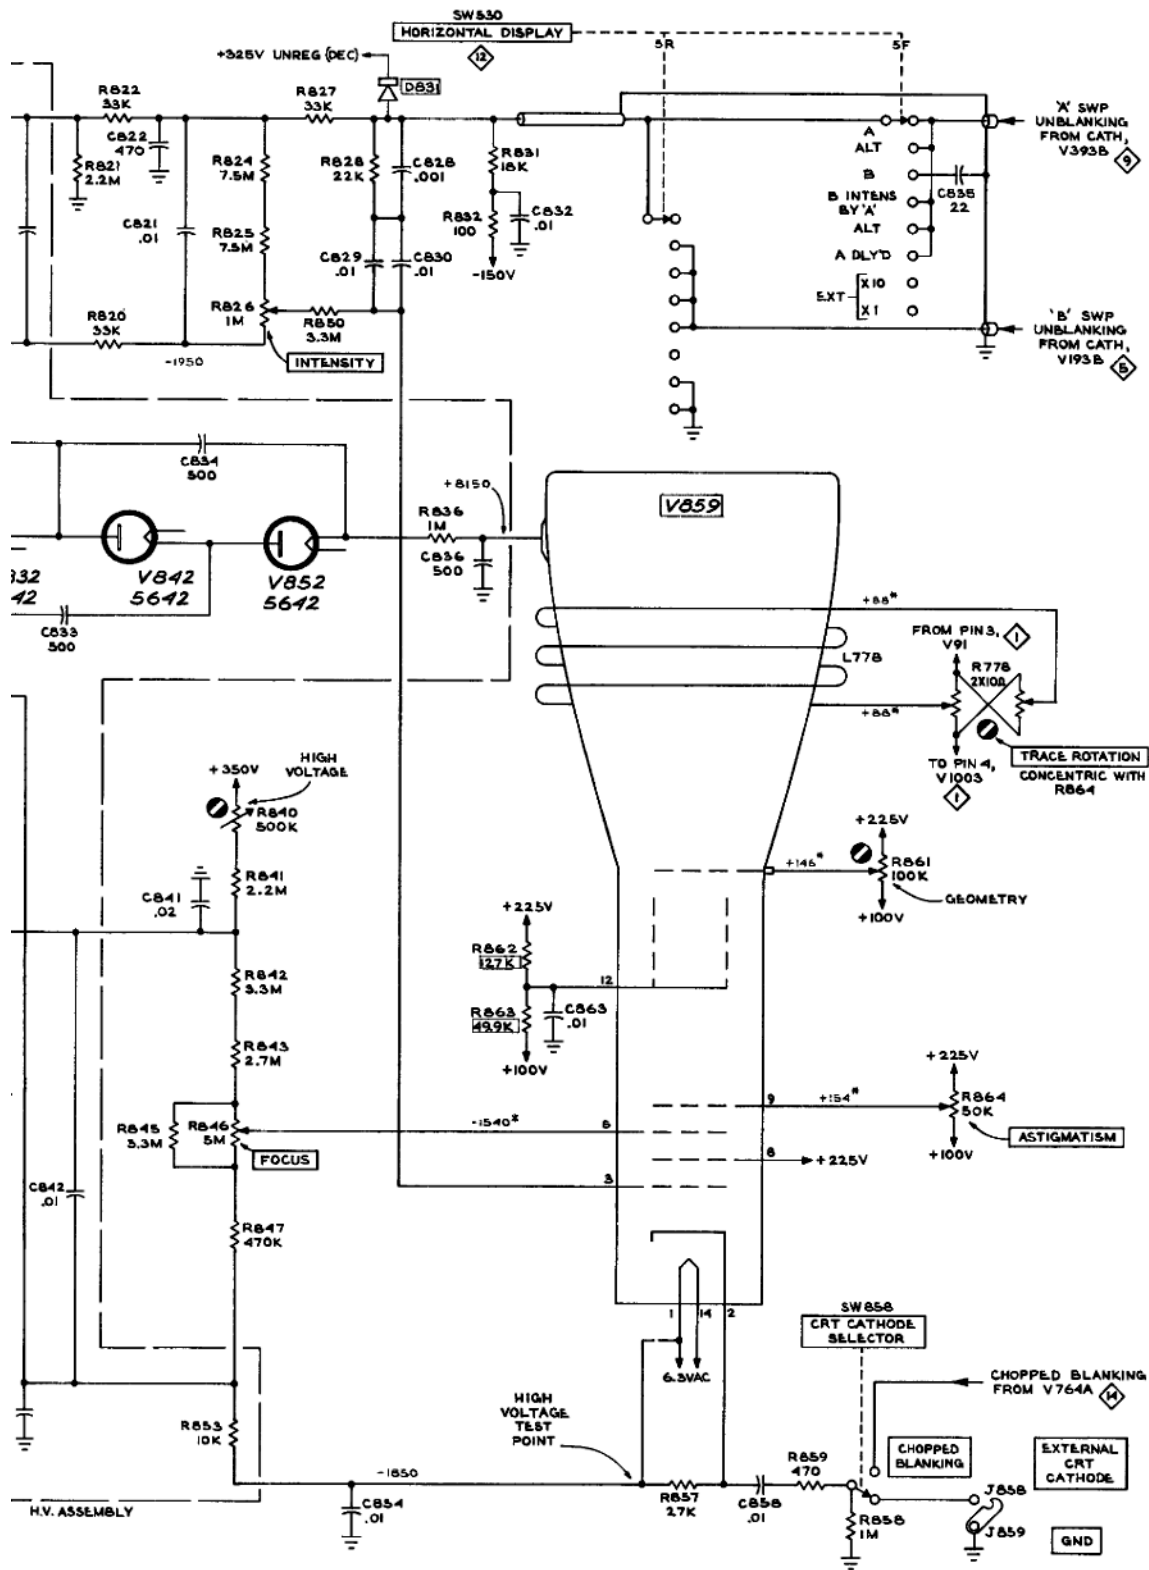 SW530
HORIZONTAL DISPLAY
12
5R
5F
+325V UNREG (DEC)
D831
R822
33K
R827
33K
C822
470
R821
2.2M
R824
7.5M
R828
22K
C828
.001
R831
18K
C821
.01
R825
7.5M
R832
100
C832
.01
-150V
C829
.01
C830
.01
R820
33K
R826
1M
R850
3.3M
-1950
INTENSITY
A
ALT
B
B INTENS
BY 'A'
ALT
A DLY'D
EXT
X10
X1
C835
22
'A' SWP
UNBLANKING
FROM CATH,
V393B
9
'B' SWP
UNBLANKING
FROM CATH,
V193B
5
C834
500
+8150
R836
1M
C836
500
V859
832
42
V842
5642
V852
5642
C833
500
+88*
FROM PIN 3,
V91
1
L778
R778
2X10Ω
+88*
TRACE ROTATION
CONCENTRIC WITH
R864
TO PIN 4,
V1003
1
+350V
HIGH
VOLTAGE
R840
500K
R841
2.2M
C841
.02
+225V
+146*
R861
100K
GEOMETRY
+100V
+225V
R862
127K
12
R863
49.9K
C863
.01
+100V
R842
3.3M
R843
2.7M
R845
3.3M
R846
5M
FOCUS
-1540*
5
9
+154*
+225V
R864
50K
ASTIGMATISM
+100V
8
+225V
3
C842
.01
R847
470K
1
14
2
6.3VAC
SW858
CRT CATHODE
SELECTOR
CHOPPED BLANKING
FROM V764A
14
R853
10K
HIGH
VOLTAGE
TEST
POINT
-1850
R857
27K
C858
.01
R859
470
CHOPPED
BLANKING
EXTERNAL
CRT
CATHODE
J858
R858
1M
J859
GND
H.V. ASSEMBLY
C854
.01